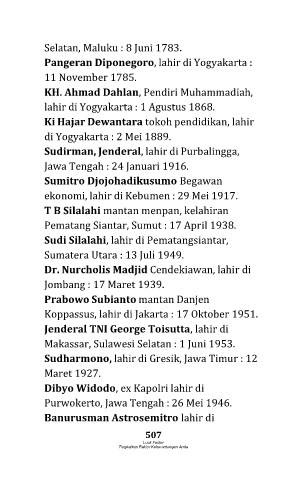 Selatan, Maluku : 8 Juni 1783.
Pangeran Diponegoro, lahir di Yogyakarta :
11 November 1785.
KH. Ahmad Dahlan, Pendiri Muhammadiah,
lahir di Yogyakarta : 1 Agustus 1868.
Ki Hajar Dewantara tokoh pendidikan, lahir
di Yogyakarta : 2 Mei 1889.
Sudirman, Jenderal, lahir di Purbalingga,
Jawa Tengah : 24 Januari 1916.
Sumitro Djojohadikusumo Begawan
ekonomi, lahir di Kebumen : 29 Mei 1917.
T B Silalahi mantan menpan, kelahiran
Pematang Siantar, Sumut : 17 April 1938.
Sudi Silalahi, lahir di Pematangsiantar,
Sumatera Utara : 13 Juli 1949.
Dr. Nurcholis Madjid Cendekiawan, lahir di
Jombang : 17 Maret 1939.
Prabowo Subianto mantan Danjen
Koppassus, lahir di Jakarta : 17 Oktober 1951.
Jenderal TNI George Toisutta, lahir di
Makassar, Sulawesi Selatan : 1 Juni 1953.
Sudharmono, lahir di Gresik, Jawa Timur : 12
Maret 1927.
Dibyo Widodo, ex Kapolri lahir di
Purwokerto, Jawa Tengah : 26 Mei 1946.
Banurusman Astrosemitro lahir di
507
Tingkatkan Faktor Keberuntungan Anda